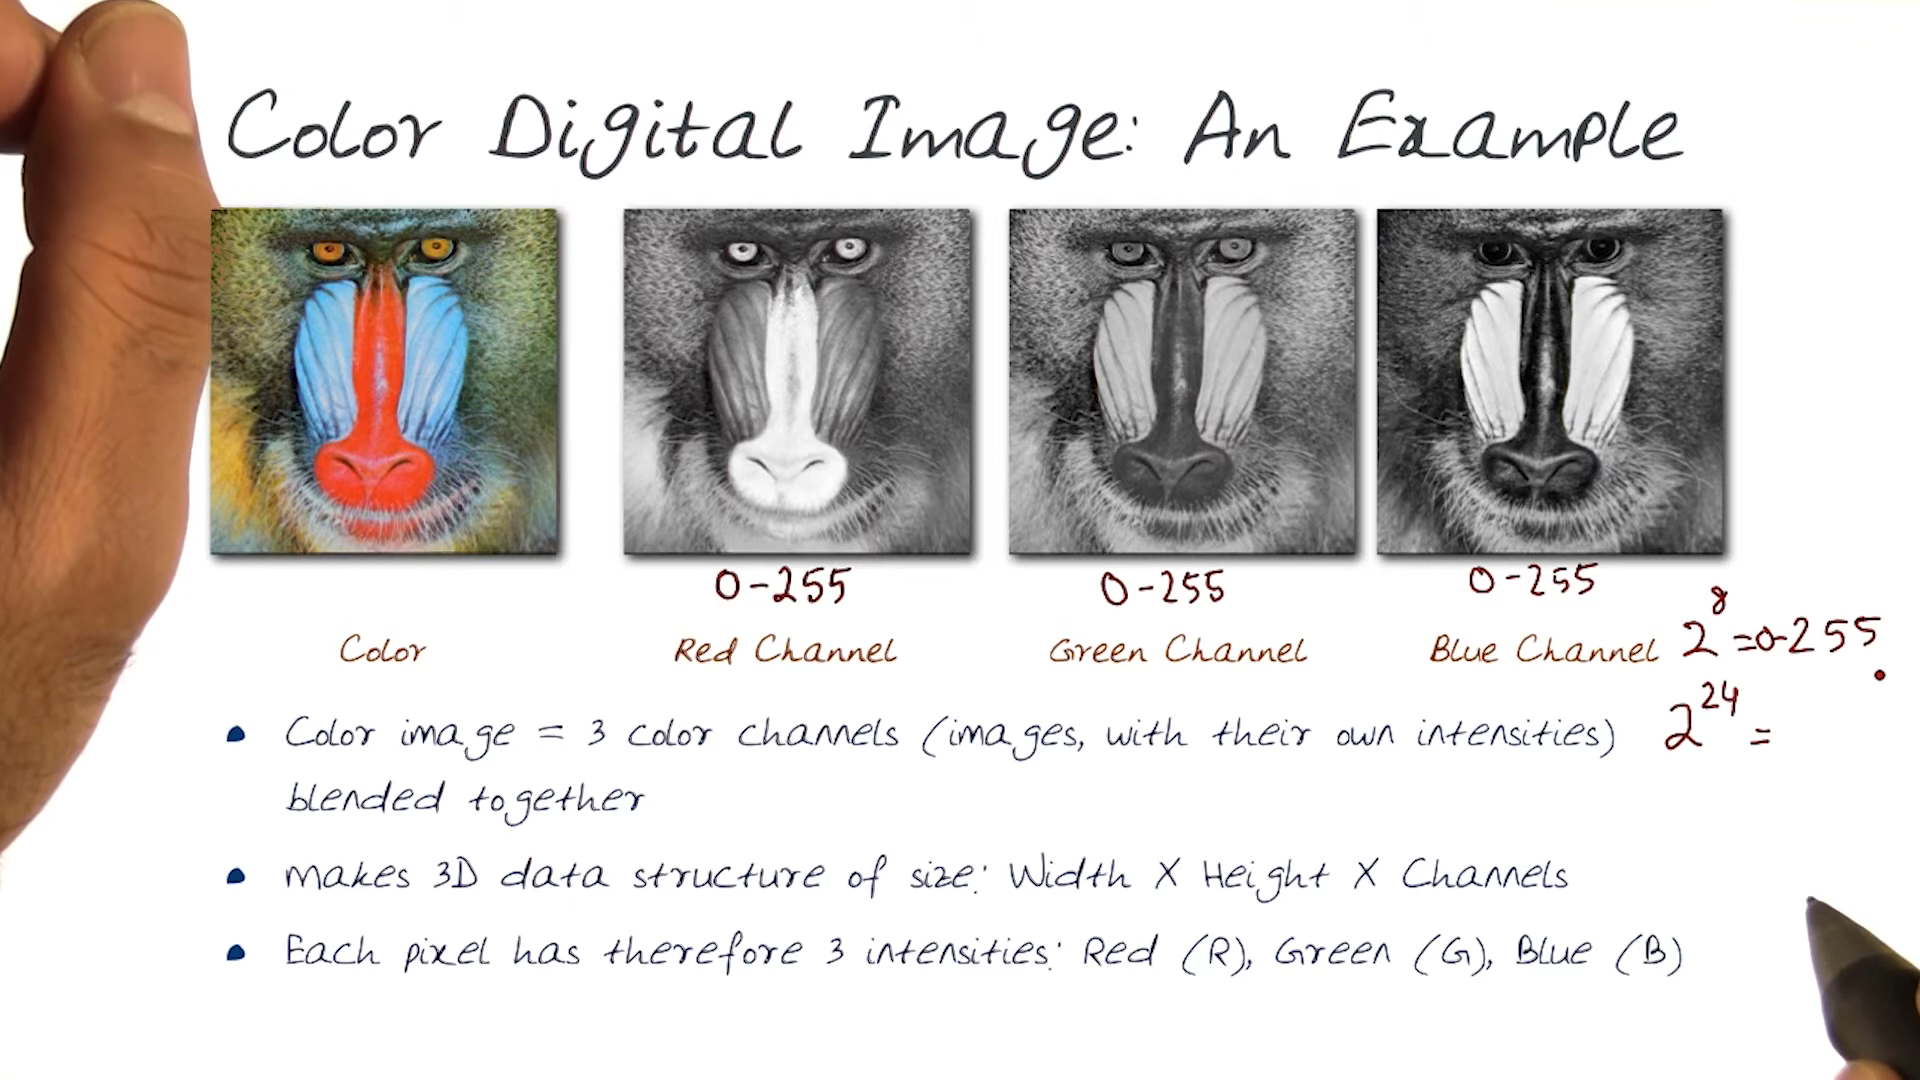 Color Digital Image: An Example
0-255
0-255
0-255
2^8 = 0-255
Color
Red Channel
Green Channel
Blue Channel
2^24 =
• Color image = 3 color channels (images, with their own intensities)
blended together
• makes 3D data structure of size: Width X Height X Channels
• Each pixel has therefore 3 intensities: Red (R), Green (G), Blue (B)